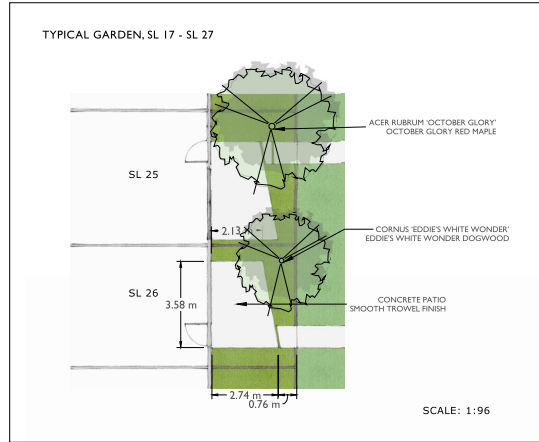 TYPICAL GARDEN, SL 17 - SL 27
ACER RUBRUM 'OCTOBER GLORY'
OCTOBER GLORY RED MAPLE
SL 25
2.13 m
CORNUS 'EDDIE'S WHITE WONDER'
EDDIE'S WHITE WONDER DOGWOOD
SL 26
3.58 m
CONCRETE PATIO
SMOOTH TROWEL FINISH
2.74 m
0.76 m
SCALE: 1:96